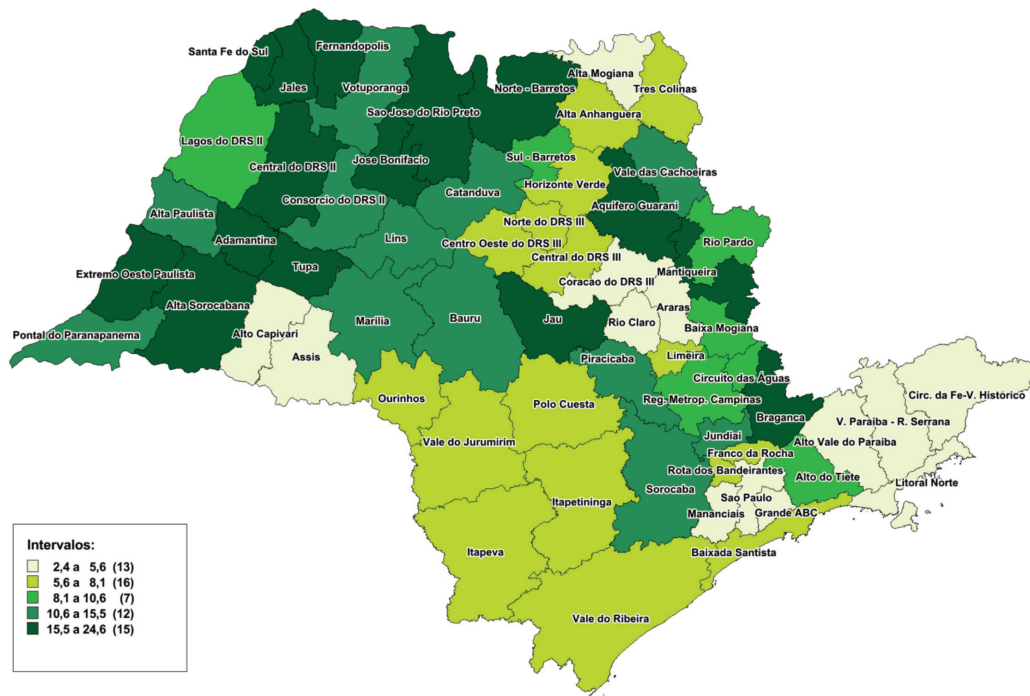 Santa Fe do Sul
Fernandopolis
Jales
Votuporanga
Sao Jose do Rio Preto
Norte - Barretos
Alta Mogiana
Tres Colinas
Alta Anhanguera
Lagos do DRS II
Central do DRS II
Jose Bonifacio
Sul - Barretos
Vale das Cachoeiras
Horizonte Verde
Catanduva
Consorcio do DRS II
Aquifero Guarani
Alta Paulista
Norte do DRS III
Adamantina
Lins
Centro Oeste do DRS III
Rio Pardo
Central do DRS III
Tupa
Extremo Oeste Paulista
Mantiqueira
Coracao do DRS III
Alta Sorocabana
Araras
Pontal do Paranapanema
Alto Capivari
Marilia
Bauru
Jau
Rio Claro
Baixa Mogiana
Assis
Piracicaba
Limeira
Circuito das Águas
Ourinhos
Polo Cuesta
Reg. Metrop. Campinas
Circ. da Fe-V. Histórico
Braganca
V. Paraiba - R. Serrana
Vale do Jurumirim
Jundiai
Alto Vale do Paraiba
Franco da Rocha
Rota dos Bandeirantes
Alto do Tiete
Sorocaba
Litoral Norte
Itapetininga
Sao Paulo
Mananciais
Grande ABC
Itapeva
Baixada Santista
Vale do Ribeira
Intervalos:
2,4 a 5,6 (13)
5,6 a 8,1 (16)
8,1 a 10,6 (7)
10,6 a 15,5 (12)
15,5 a 24,6 (15)